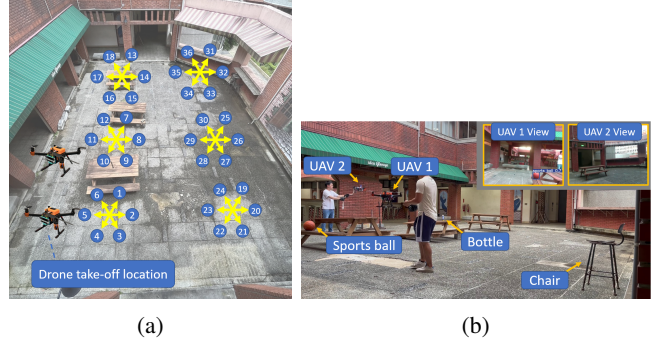 18 13
17 14
16 15
36 31
35 32
34 33
12 7
11 8
10 9
30 25
29 26
28 27
6 1
5 2
4 3
24 19
23 20
22 21
Drone take-off location
(a)
UAV 1 View
UAV 2 View
UAV 2
UAV 1
Sports ball
Bottle
Chair
(b)